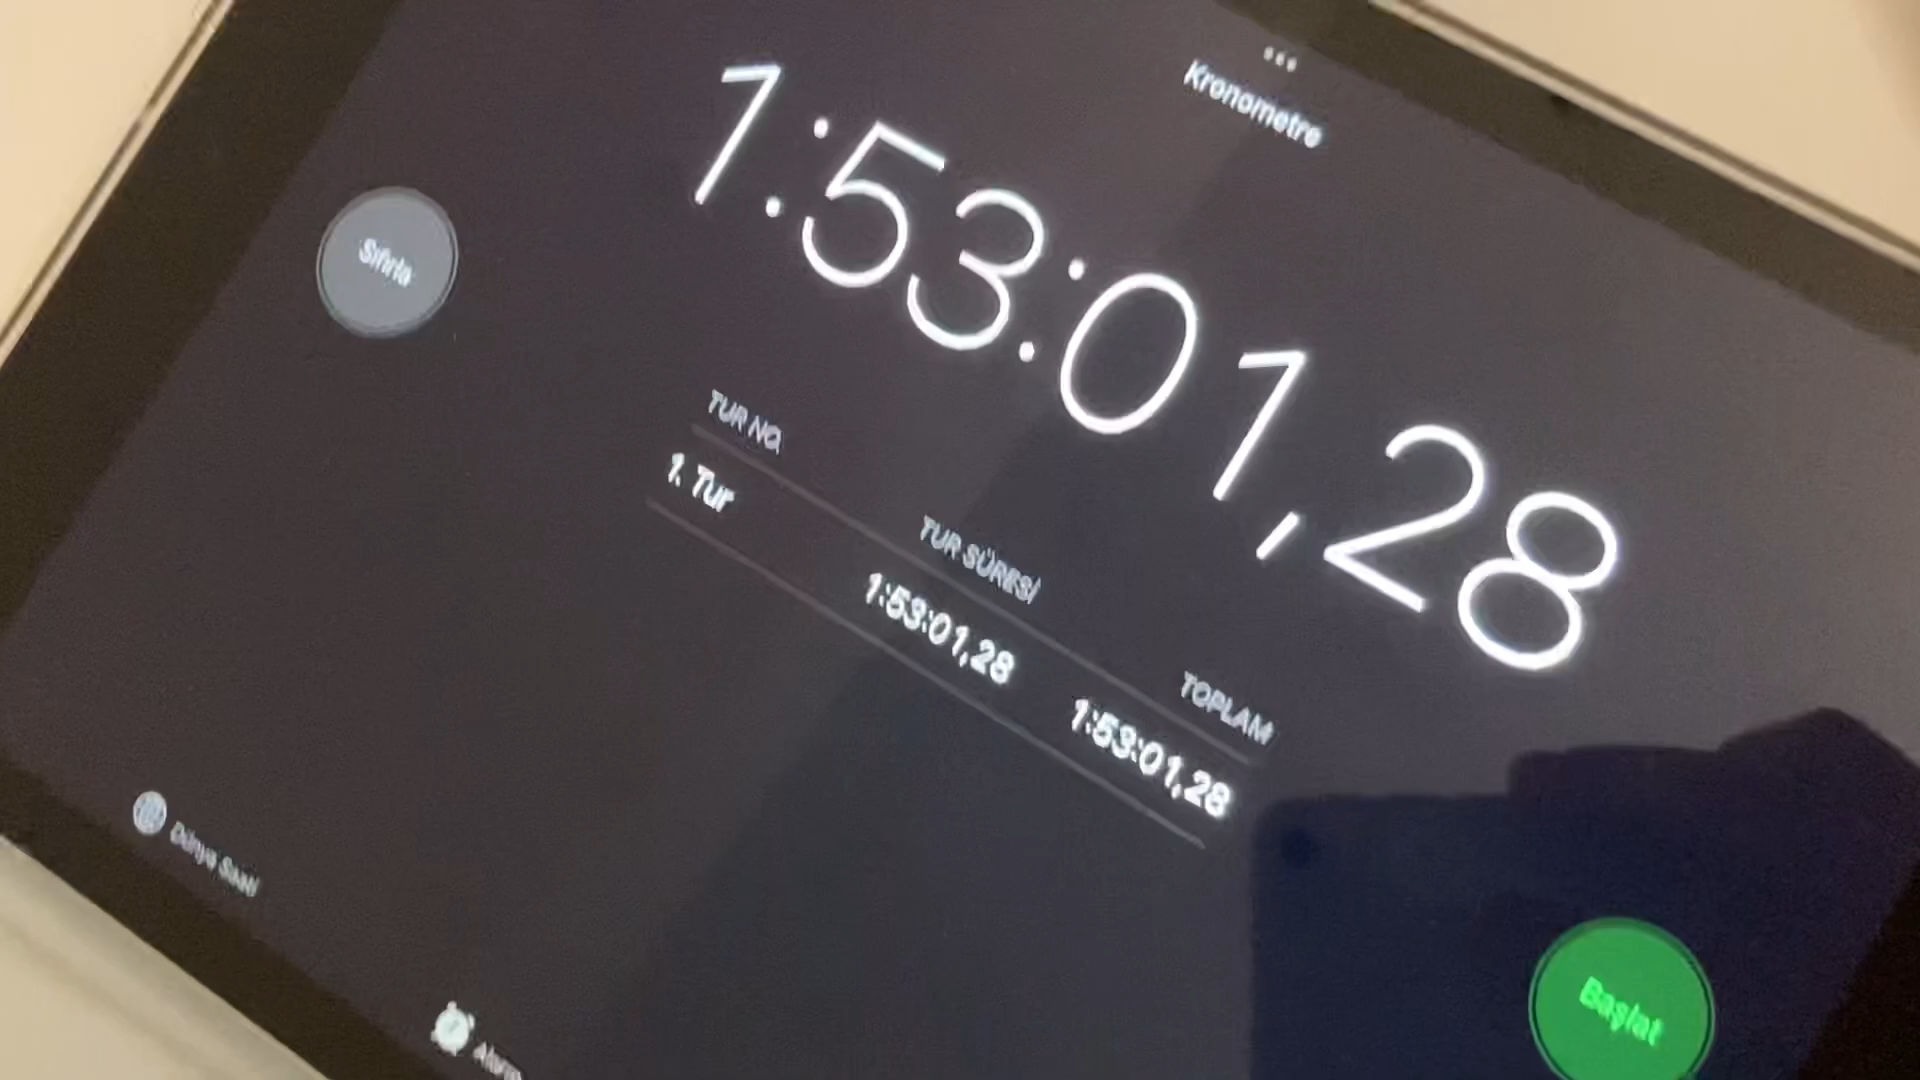 Kronometre
1:53:01,28
Sıfırla
TUR NO. TUR SÜRESİ TOPLAM
1. Tur 1:53:01,28 1:53:01,28
Başlat
Dünya Saati
Alarm